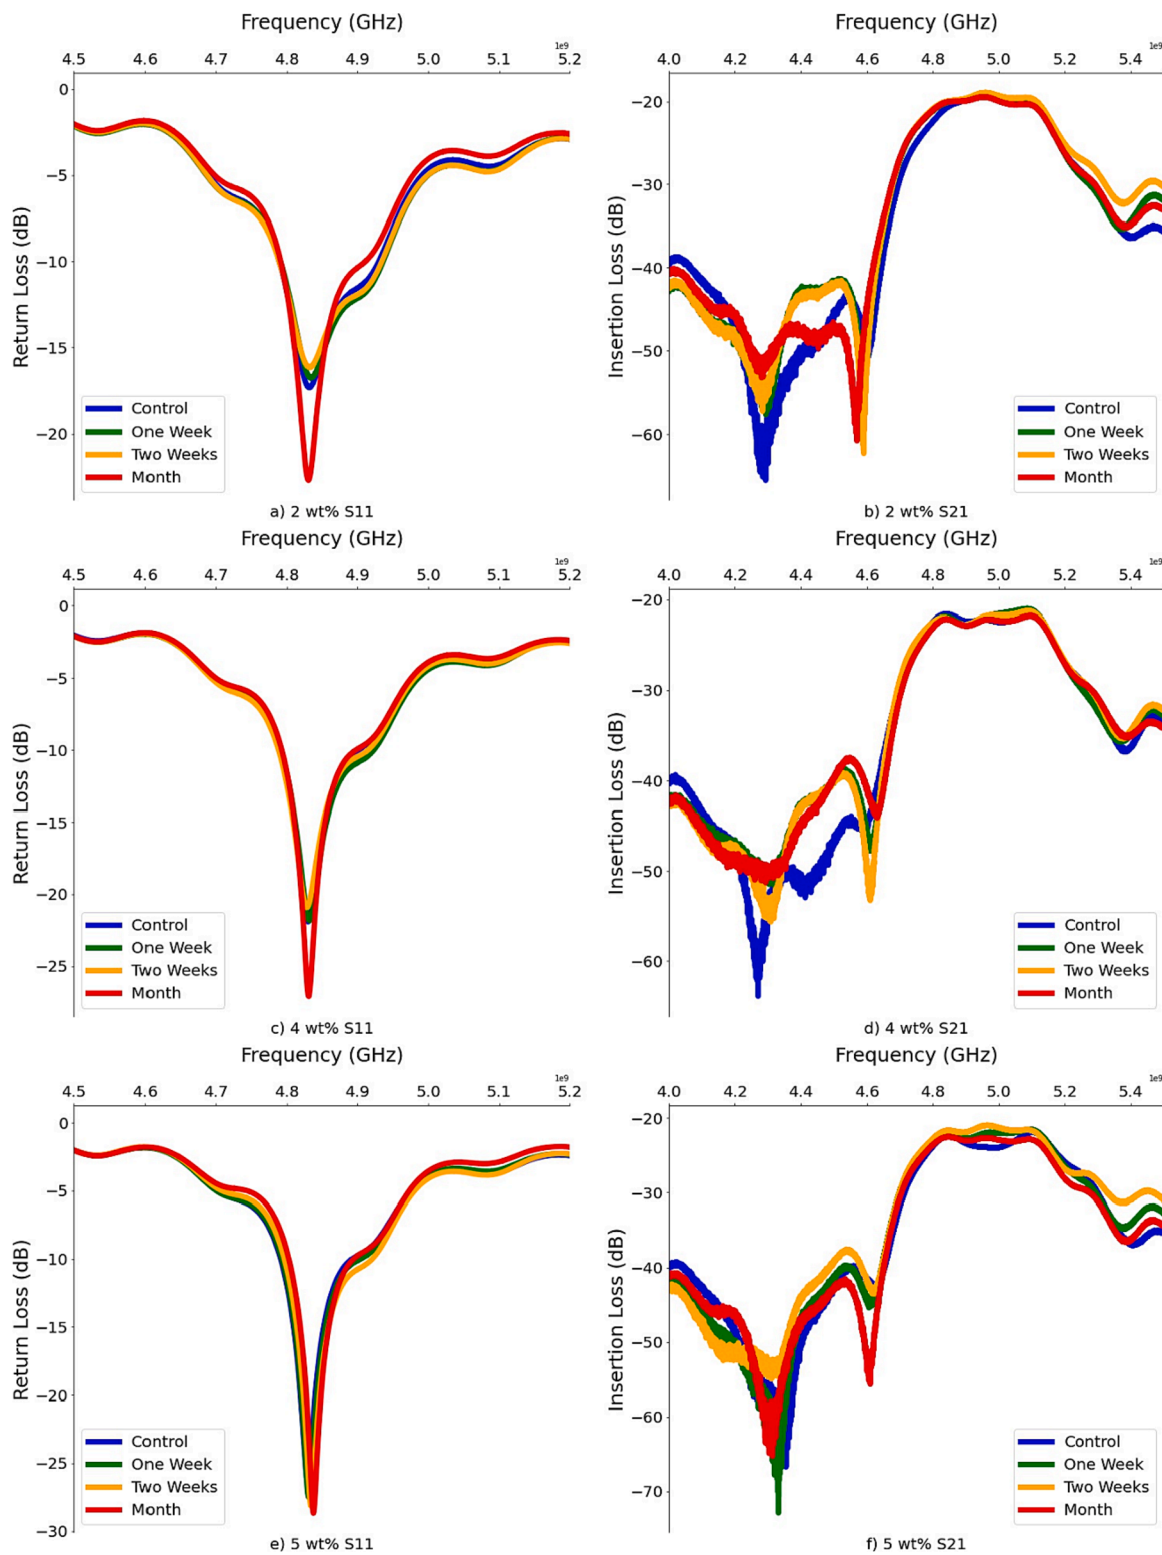 Frequency (GHz)
1e9
4.5 4.6 4.7 4.8 4.9 5.0 5.1 5.2
Return Loss (dB)
0
−5
−10
−15
−20
Control
One Week
Two Weeks
Month
a) 2 wt% S11
Frequency (GHz)
1e9
4.0 4.2 4.4 4.6 4.8 5.0 5.2 5.4
Insertion Loss (dB)
−20
−30
−40
−50
−60
Control
One Week
Two Weeks
Month
b) 2 wt% S21
Frequency (GHz)
1e9
4.5 4.6 4.7 4.8 4.9 5.0 5.1 5.2
Return Loss (dB)
0
−5
−10
−15
−20
−25
Control
One Week
Two Weeks
Month
c) 4 wt% S11
Frequency (GHz)
1e9
4.0 4.2 4.4 4.6 4.8 5.0 5.2 5.4
Insertion Loss (dB)
−20
−30
−40
−50
−60
Control
One Week
Two Weeks
Month
d) 4 wt% S21
Frequency (GHz)
1e9
4.5 4.6 4.7 4.8 4.9 5.0 5.1 5.2
Return Loss (dB)
0
−5
−10
−15
−20
−25
−30
Control
One Week
Two Weeks
Month
e) 5 wt% S11
Frequency (GHz)
1e9
4.0 4.2 4.4 4.6 4.8 5.0 5.2 5.4
Insertion Loss (dB)
−20
−30
−40
−50
−60
−70
Control
One Week
Two Weeks
Month
f) 5 wt% S21